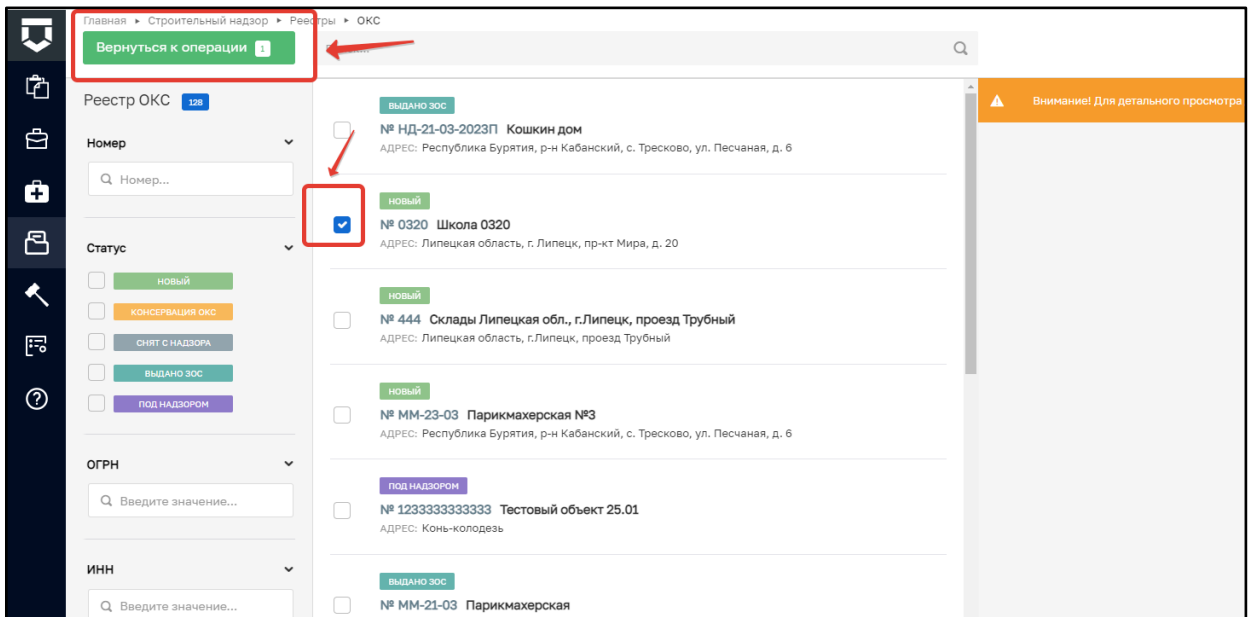 Главная ▸ Строительный надзор ▸ Реестры ▸ ОКС
Вернуться к операции 1
Реестр ОКС 128
Номер
Номер...
Статус
НОВЫЙ
КОНСЕРВАЦИЯ ОКС
СНЯТ С НАДЗОРА
ВЫДАНО ЗОС
ПОД НАДЗОРОМ
ОГРН
Введите значение...
ИНН
Введите значение...
ВЫДАНО ЗОС
№ НД-21-03-2023П Кошкин дом
АДРЕС: Республика Бурятия, р-н Кабанский, с. Тресково, ул. Песчаная, д. 6
НОВЫЙ
№ 0320 Школа 0320
АДРЕС: Липецкая область, г. Липецк, пр-кт Мира, д. 20
НОВЫЙ
№ 444 Склады Липецкая обл., г.Липецк, проезд Трубный
АДРЕС: Липецкая область, г.Липецк, проезд Трубный
НОВЫЙ
№ ММ-23-03 Парикмахерская №3
АДРЕС: Республика Бурятия, р-н Кабанский, с. Тресково, ул. Песчаная, д. 6
ПОД НАДЗОРОМ
№ 1233333333333 Тестовый объект 25.01
АДРЕС: Конь-колодезь
ВЫДАНО ЗОС
№ ММ-21-03 Парикмахерская
Внимание! Для детального просмотра